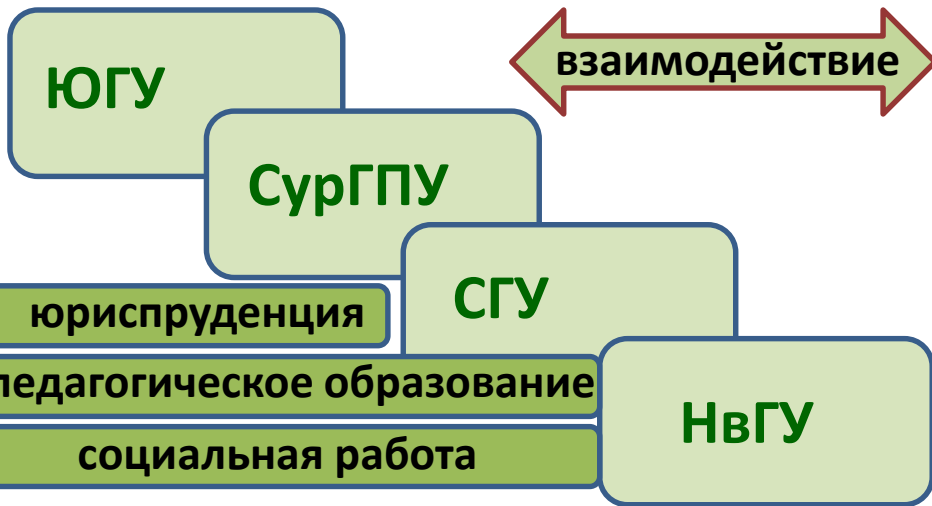 ЮГУ
взаимодействие
СурГПУ
СГУ
юриспруденция
педагогическое образование
НвГУ
социальная работа